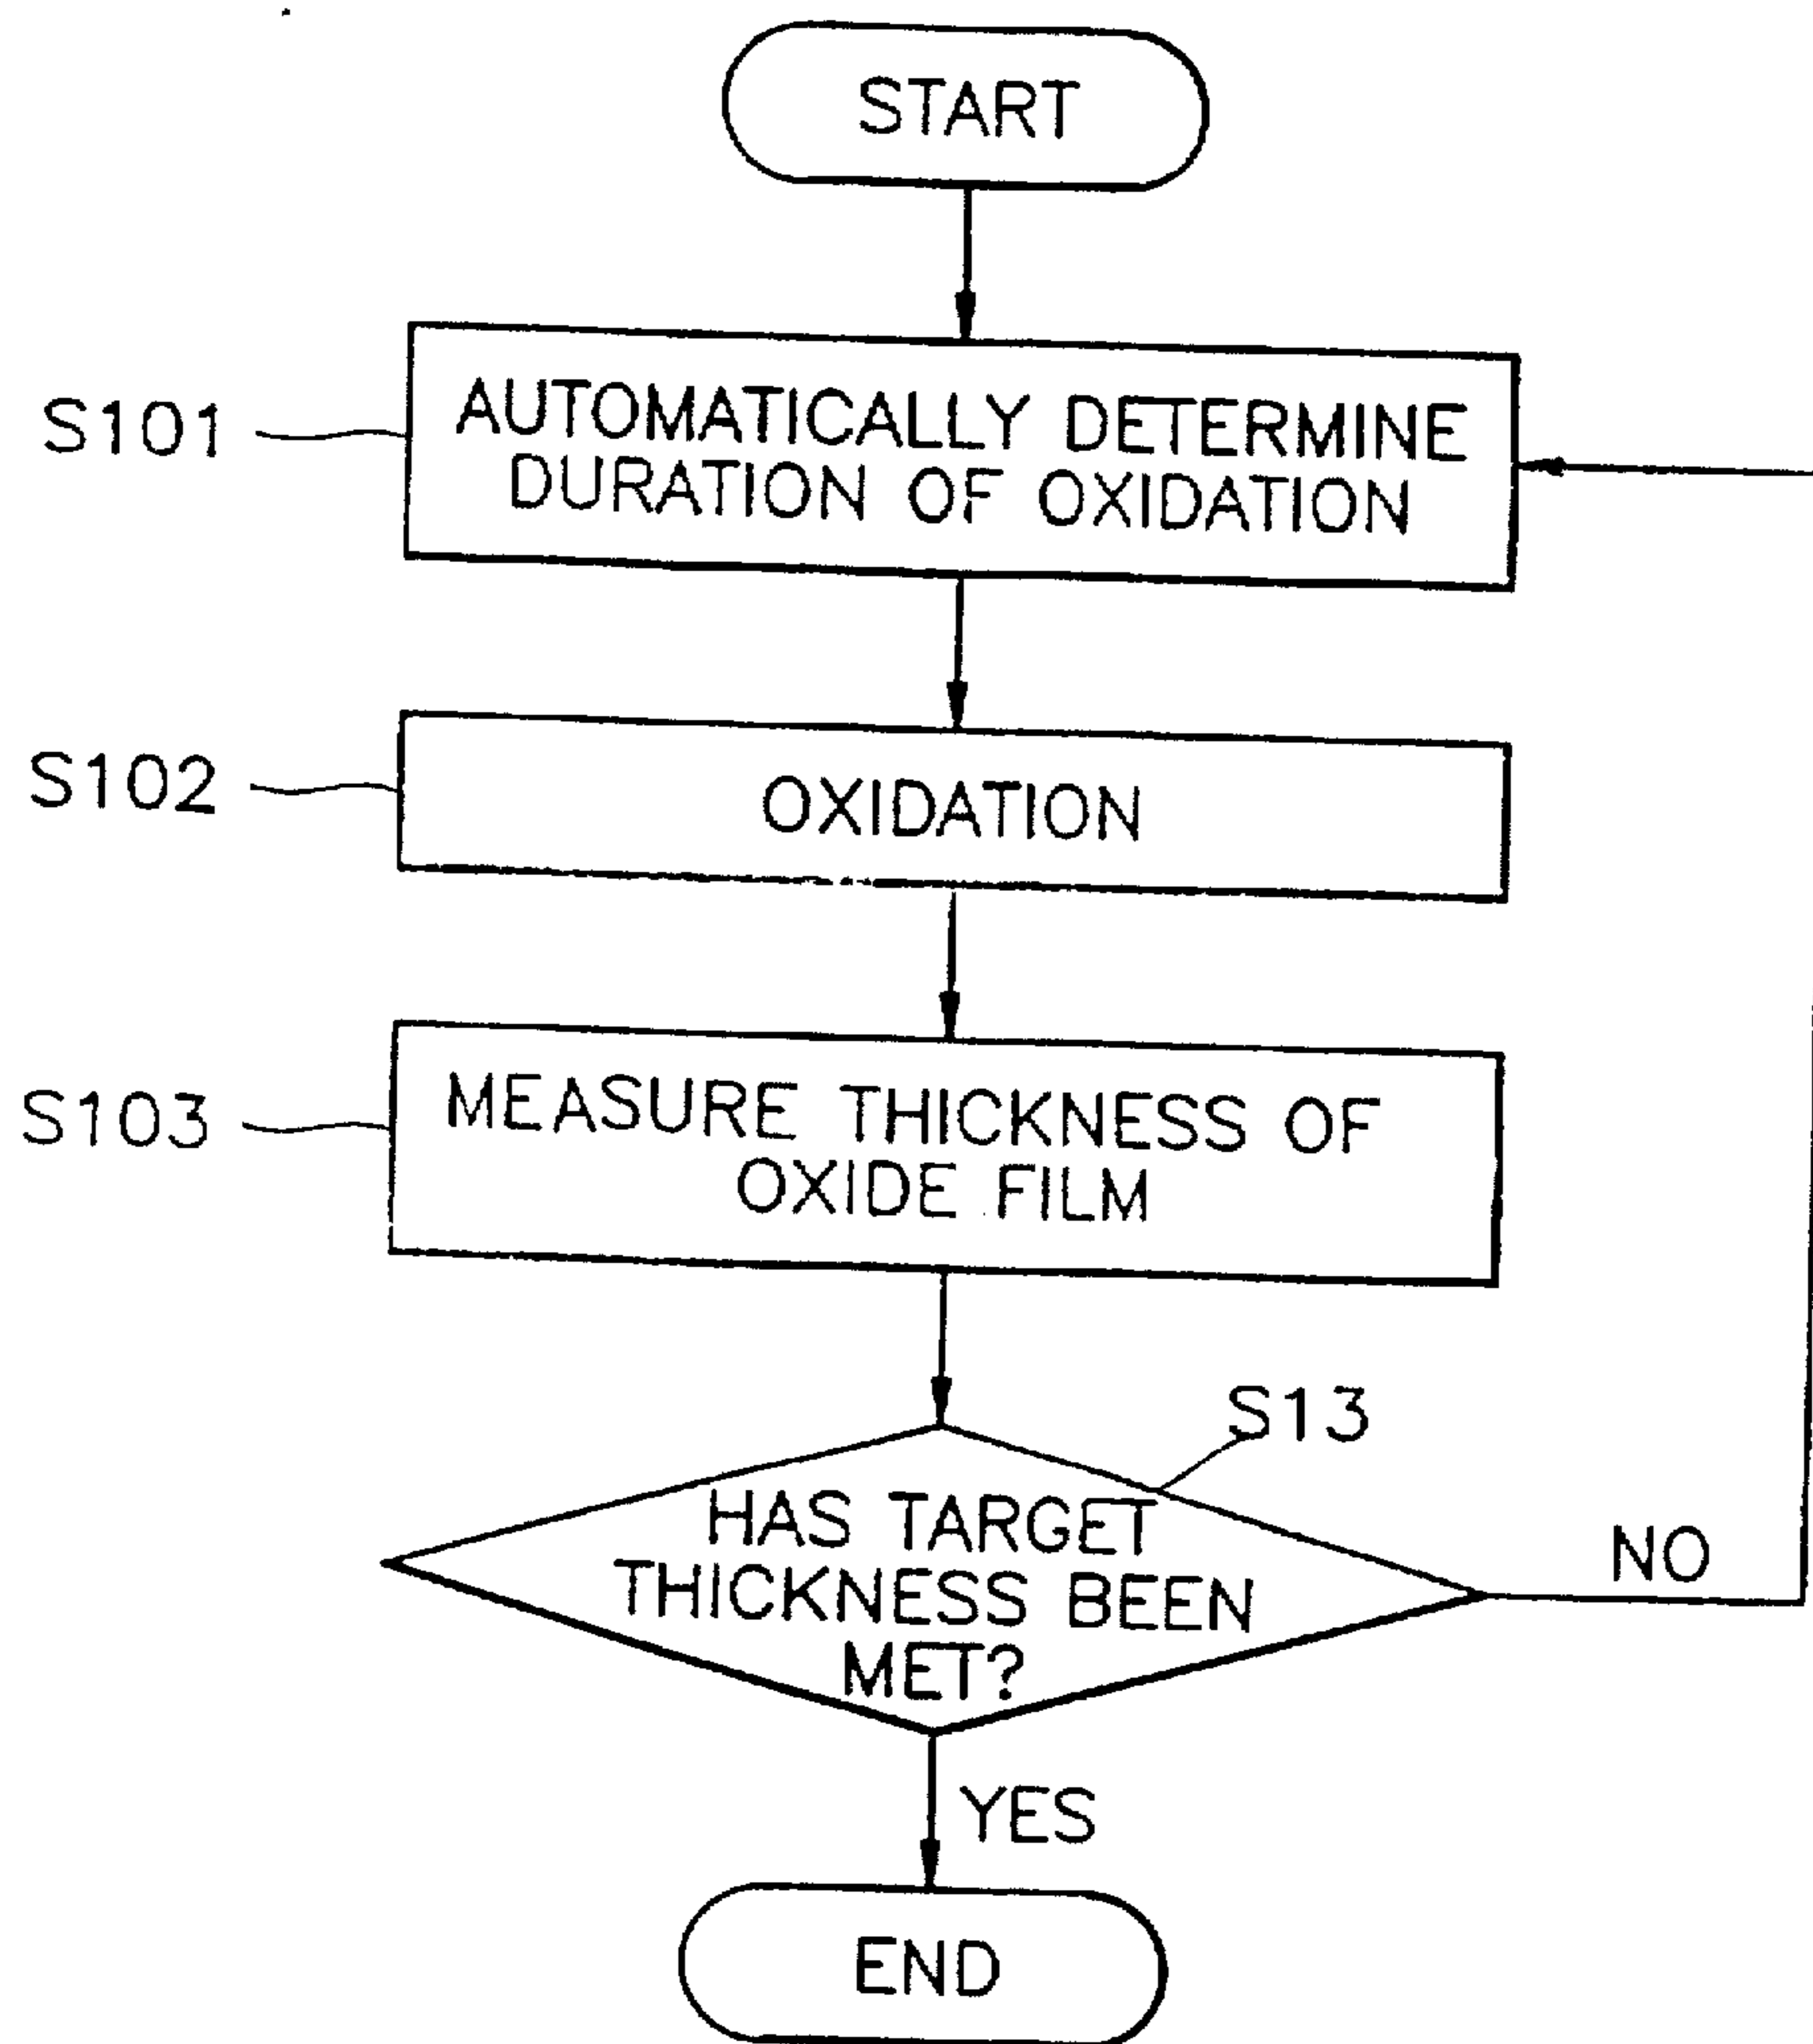 START
S101
AUTOMATICALLY DETERMINE
DURATION OF OXIDATION
S102
OXIDATION
S103
MEASURE THICKNESS OF
OXIDE FILM
S13
HAS TARGET
THICKNESS BEEN
MET?
NO
YES
END